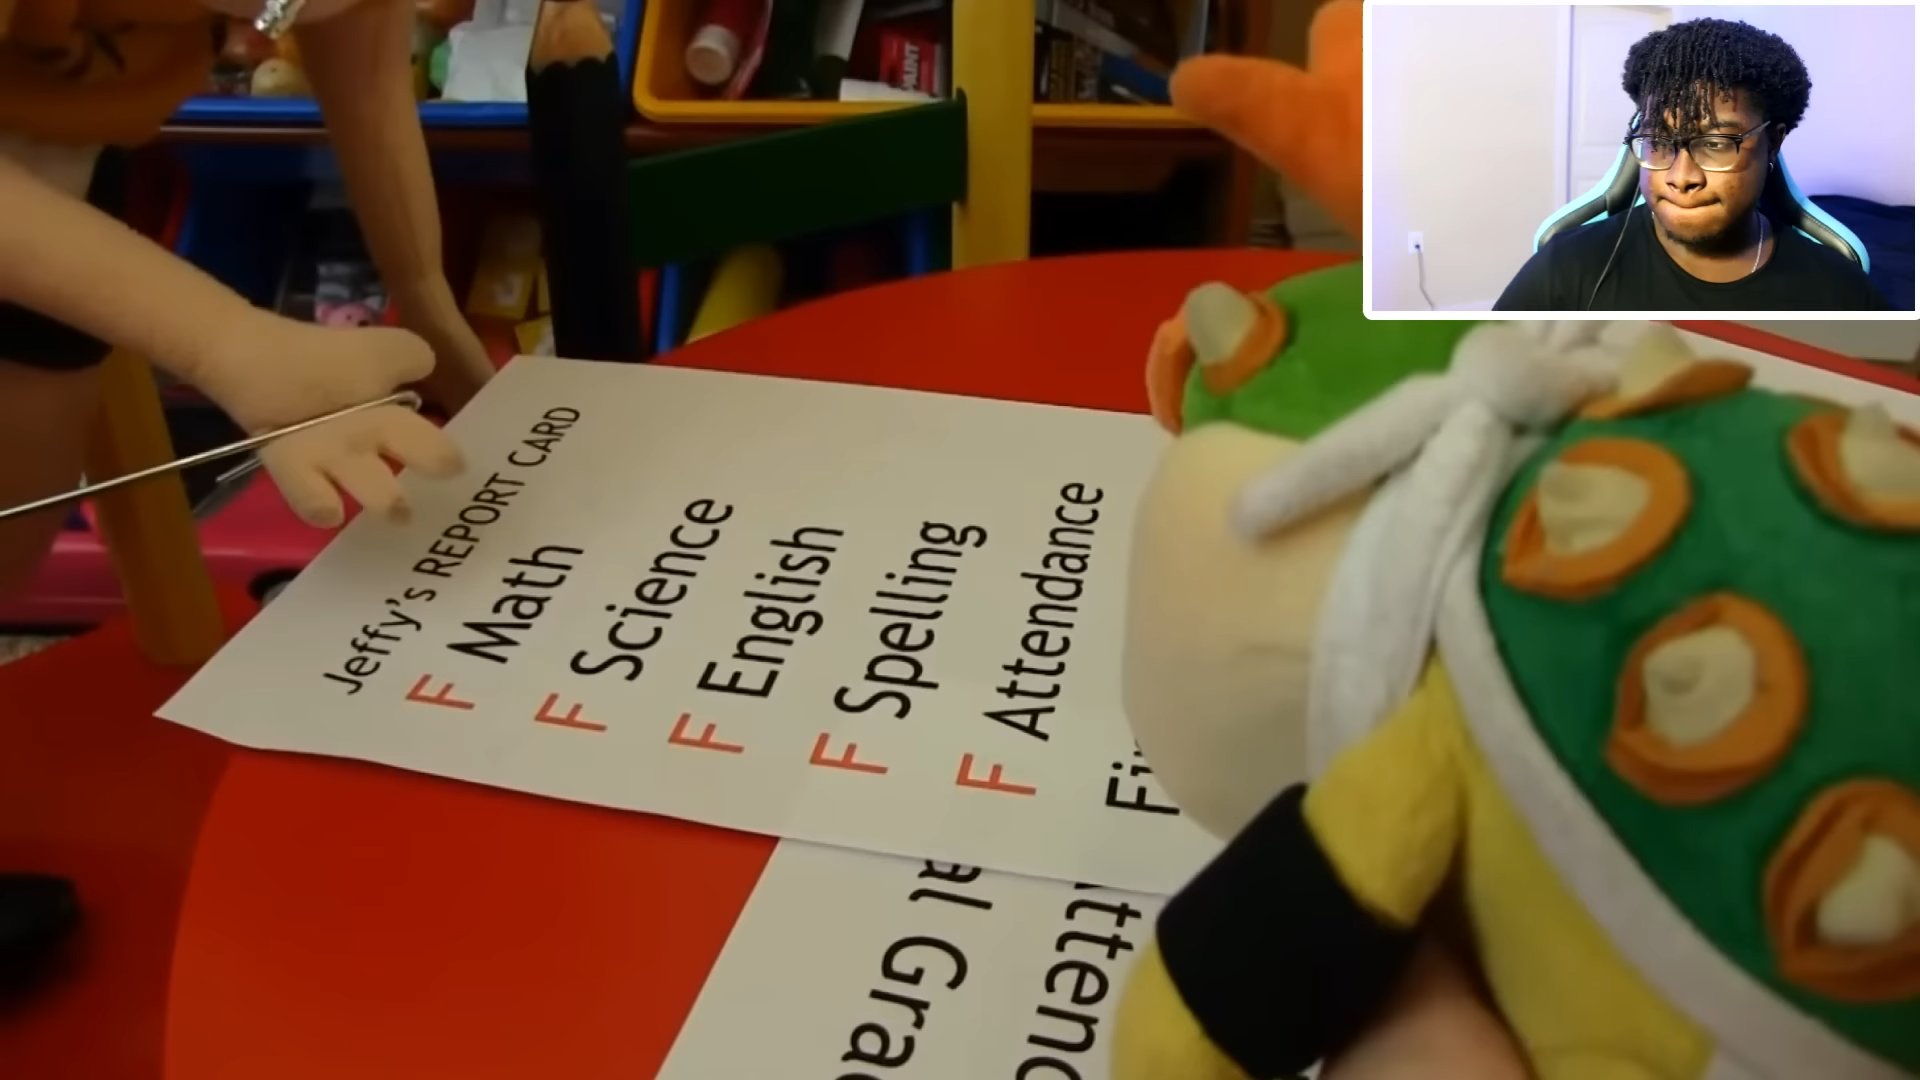 Jeffy's REPORT CARD
F Math
F Science
F English
F Spelling
F Attendance